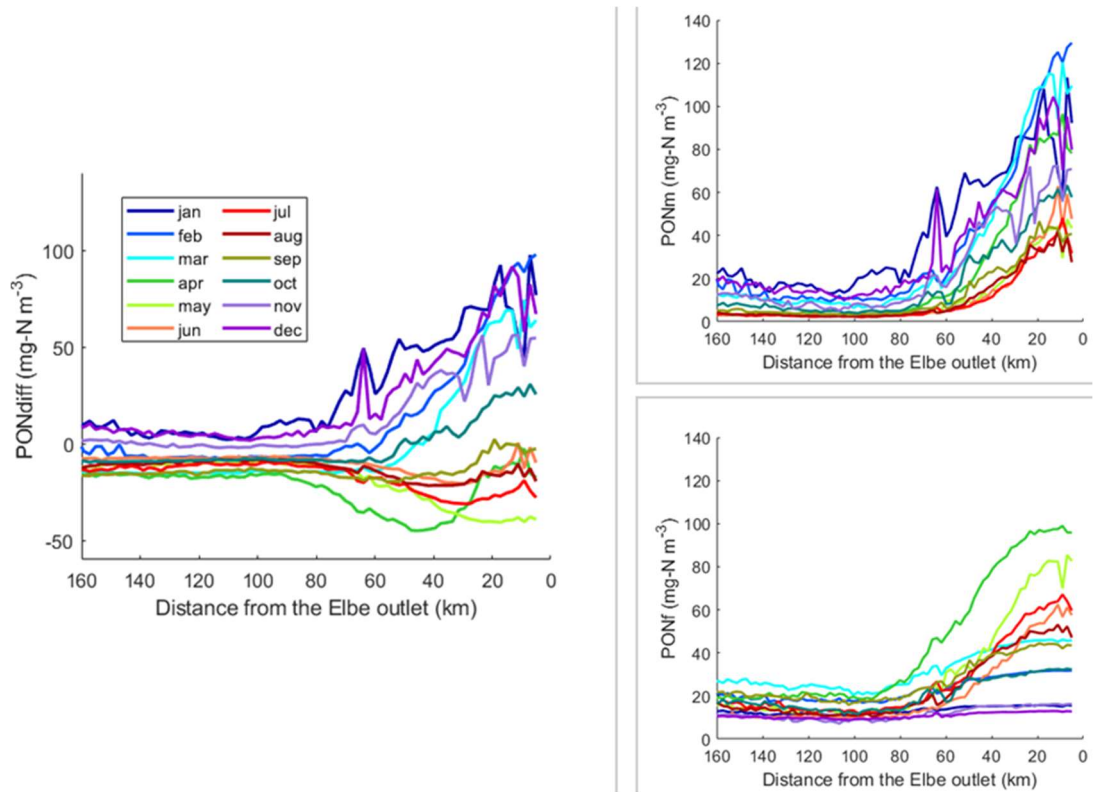 PONdiff (mg-N m⁻³)
100
50
0
-50
jan
feb
mar
apr
may
jun
jul
aug
sep
oct
nov
dec
160 140 120 100 80 60 40 20 0
Distance from the Elbe outlet (km)
PONm (mg-N m⁻³)
140
120
100
80
60
40
20
0
160 140 120 100 80 60 40 20 0
Distance from the Elbe outlet (km)
PONf (mg-N m⁻³)
140
120
100
80
60
40
20
0
160 140 120 100 80 60 40 20 0
Distance from the Elbe outlet (km)